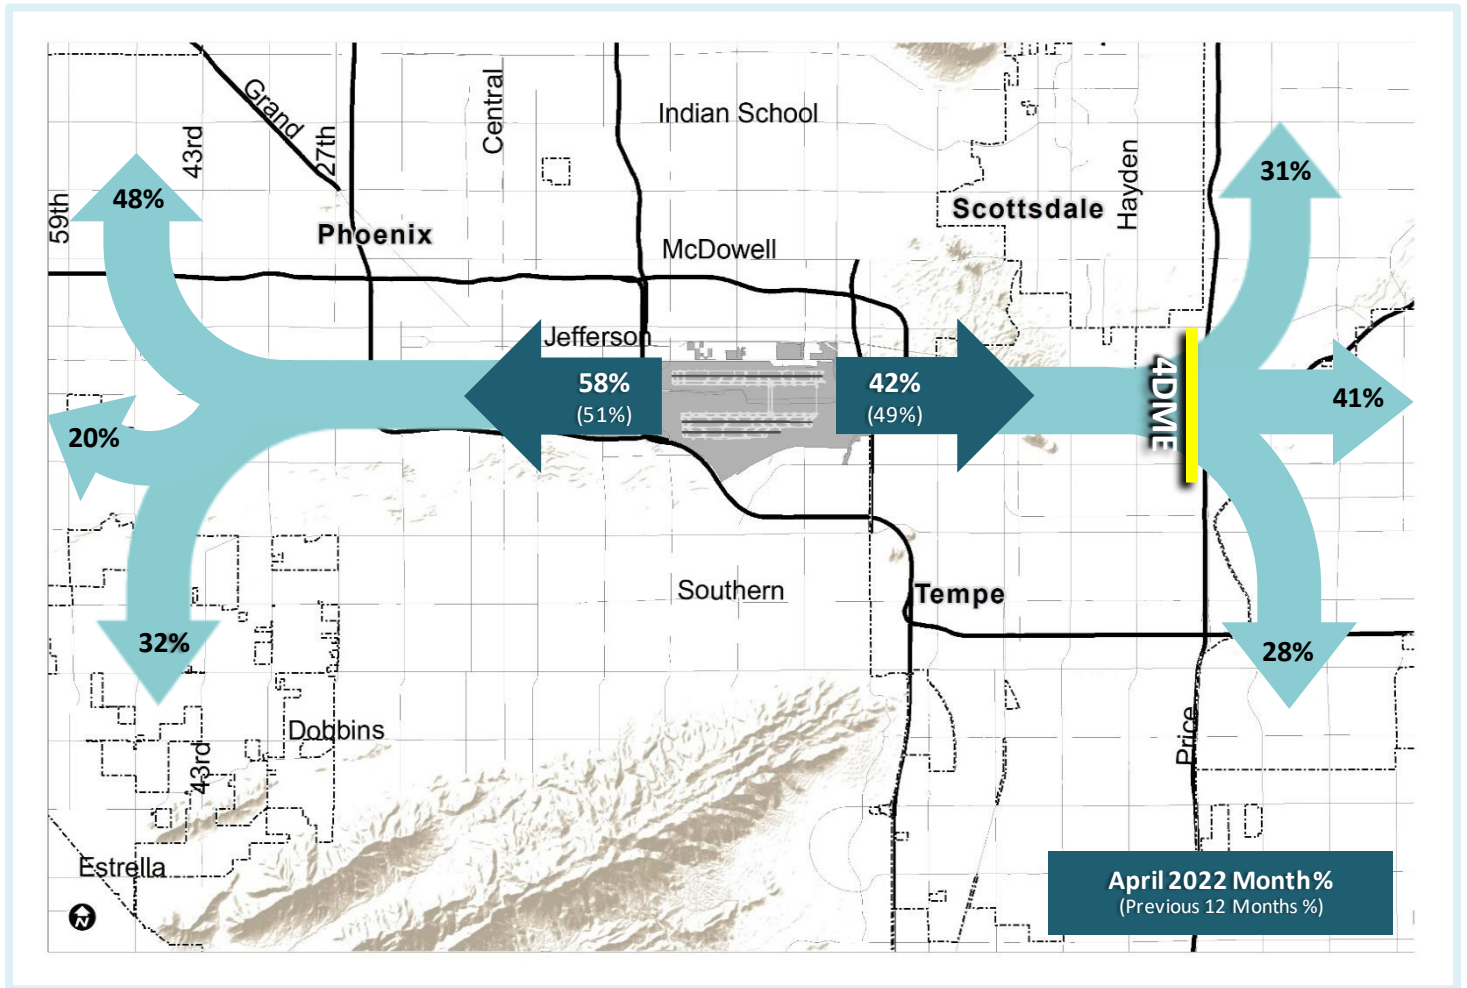 Grand
43rd
27th
Central
Indian School
Hayden
31%
48%
59th
Scottsdale
Phoenix
McDowell
Jefferson
58%
(51%)
42%
(49%)
4DME
41%
20%
Southern
Tempe
32%
28%
Dobbins
43rd
Price
Estrella
April 2022 Month %
(Previous 12 Months %)
N